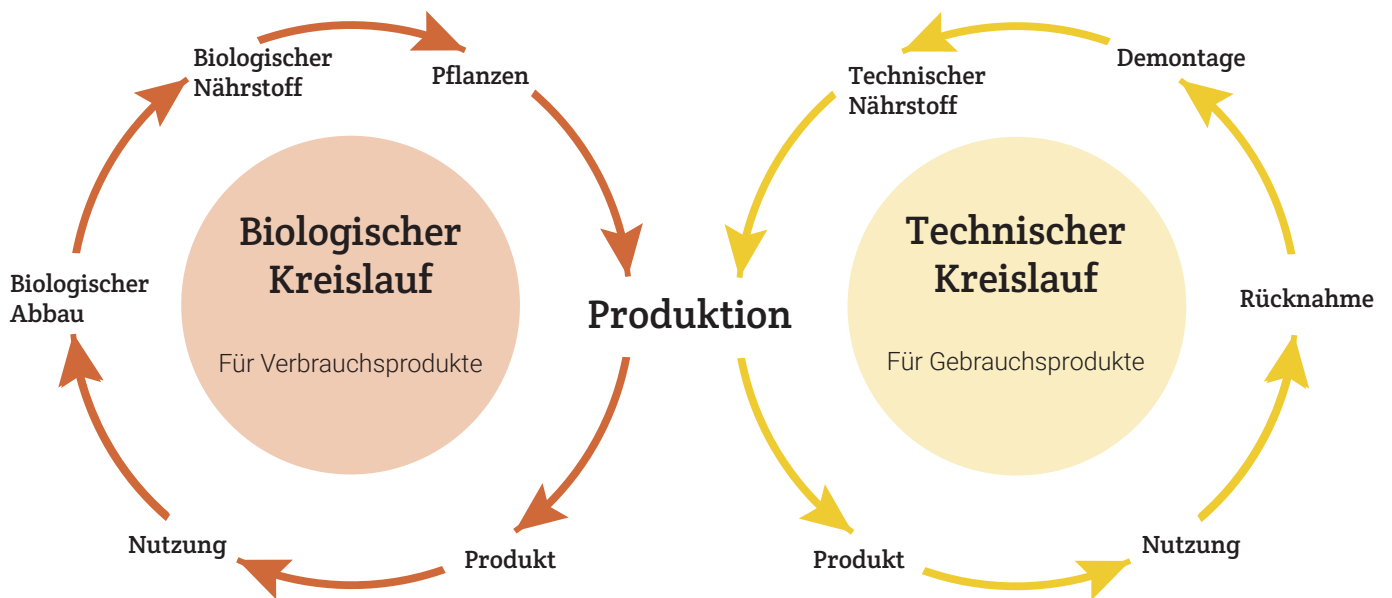 Biologischer
Nährstoff
Pflanzen
Biologischer
Kreislauf
Für Verbrauchsprodukte
Biologischer
Abbau
Nutzung
Produkt
Produktion
Technischer
Nährstoff
Demontage
Technischer
Kreislauf
Für Gebrauchsprodukte
Rücknahme
Produkt
Nutzung